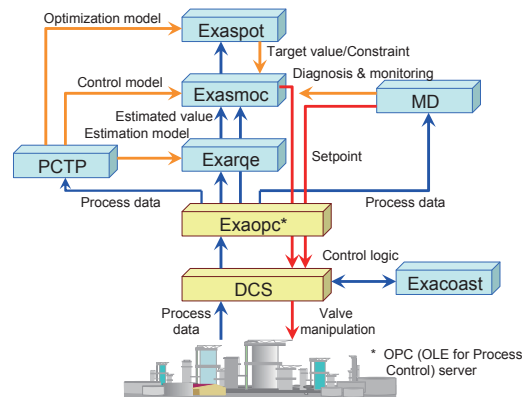 Optimization model
Exaspot
Target value/Constraint
Control model
Diagnosis & monitoring
Exasmoc
MD
Estimated value
Estimation model
Setpoint
PCTP
Exarqe
Process data
Process data
Exaopc*
Control logic
DCS
Exacoast
Process
data
Valve
manipulation
* OPC (OLE for Process
Control) server